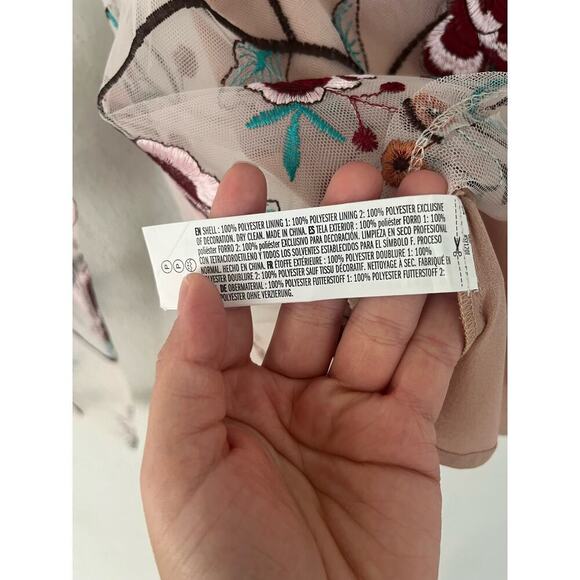 EN SHELL : 100% POLYESTER LINING 1: 100% POLYESTER LINING 2: 100% POLYESTER EXCLUSIVE
OF DECORATION. DRY CLEAN. MADE IN CHINA. ES TELA EXTERIOR : 100% poliéster FORRO 1: 100%
poliéster FORRO 2: 100% poliéster EXCLUSIVO PARA DECORACIÓN. LIMPIEZA EN SECO PROFESIONAL
CON TETRACLOROETILENO Y TODOS LOS SOLVENTES ESTABLECIDOS PARA EL SÍMBOLO F. PROCESO
NORMAL. HECHO EN CHINA. FR ÉTOFFE EXTÉRIEURE : 100% POLYESTER DOUBLURE 1: 100%
POLYESTER DOUBLURE 2: 100% POLYESTER SAUF TISSU DÉCORATIF. NETTOYAGE À SEC. FABRIQUÉ EN
DE OBERMATERIAL : 100% POLYESTER FUTTERSTOFF 1: 100% POLYESTER FUTTERSTOFF 2:
POLYESTER OHNE VERZIERUNG.
P
P